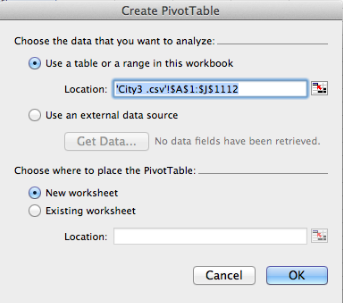 Create PivotTable
Choose the data that you want to analyze:
Use a table or a range in this workbook
Location: 'City3 .csv'!$A$1:$J$1112
Use an external data source
Get Data... No data fields have been retrieved.
Choose where to place the PivotTable:
New worksheet
Existing worksheet
Location:
Cancel OK